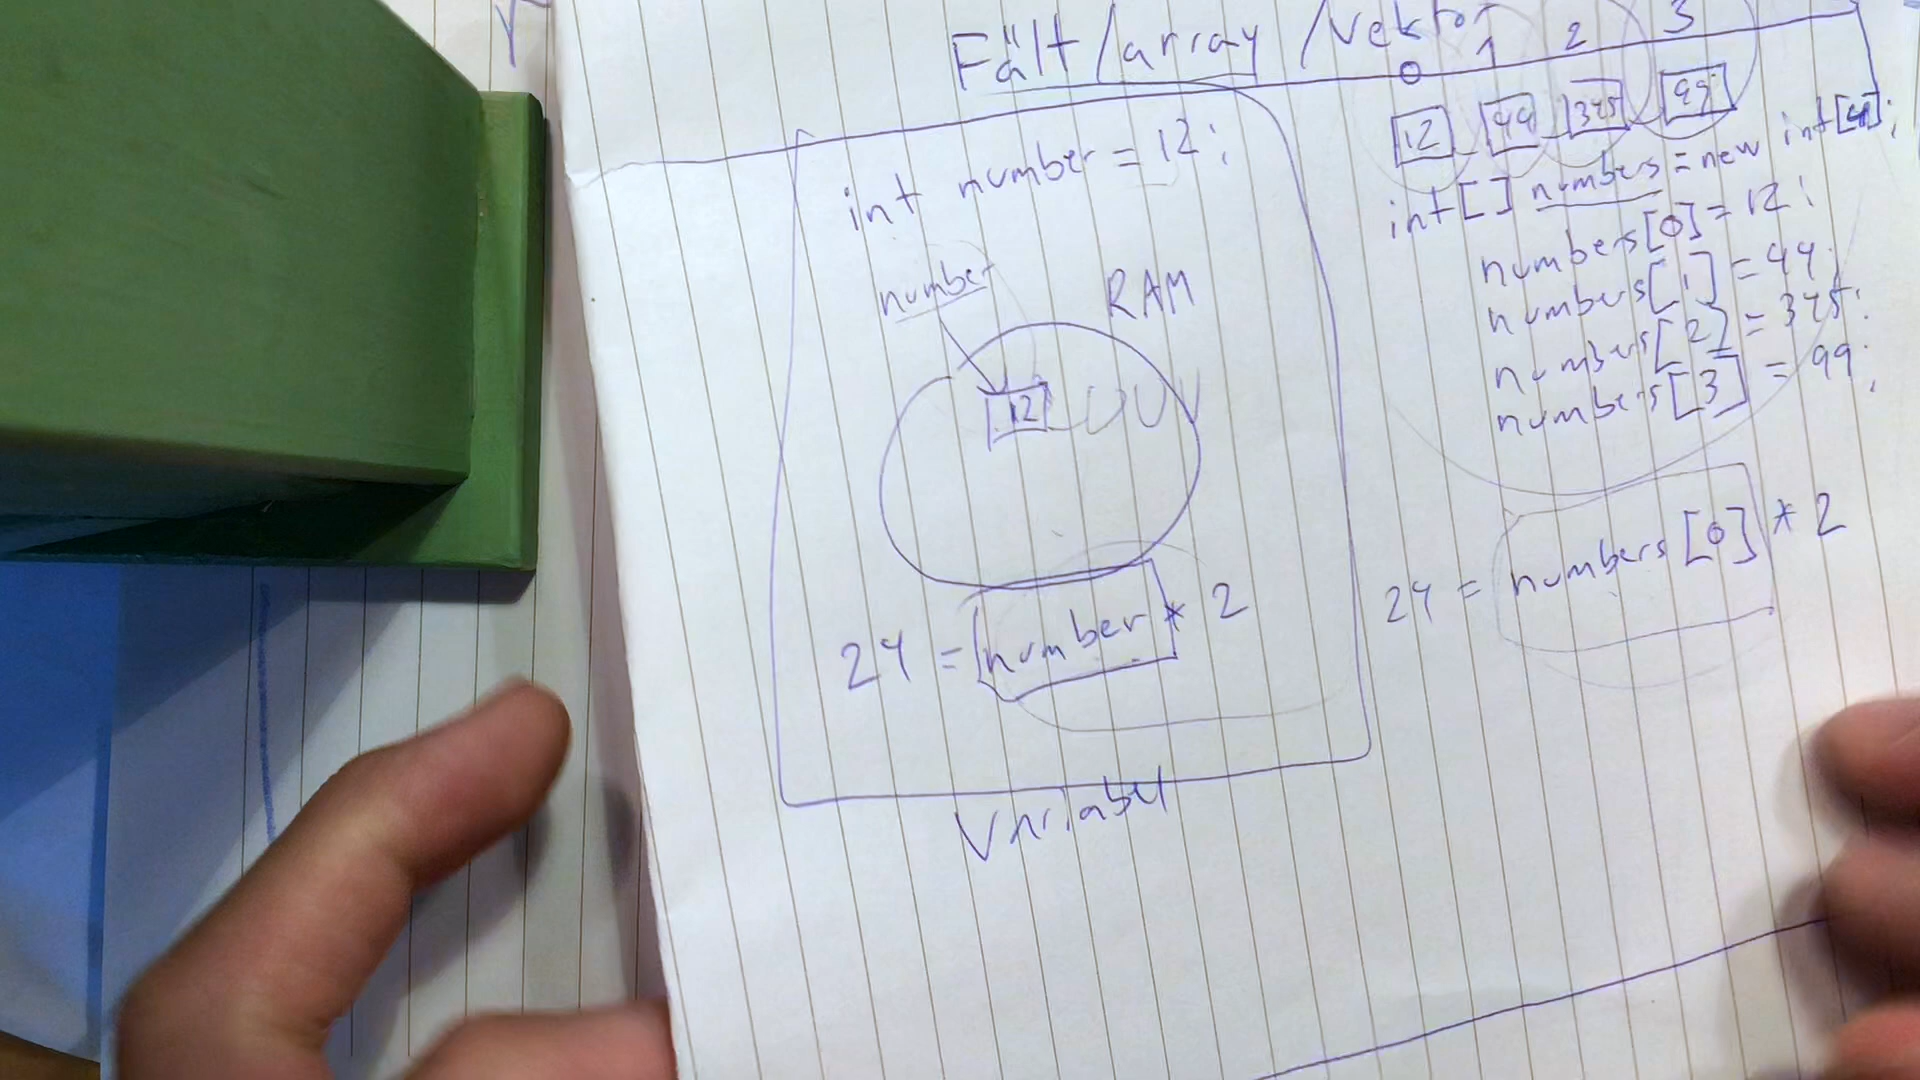 Fält/array/Vektor
int number = 12;
number
RAM
12
24 = number * 2
Variabel
0 1 2 3
12 44 345 99
int[] numbers = new int[4];
numbers[0] = 12;
numbers[1] = 44;
numbers[2] = 345;
numbers[3] = 99;
24 = numbers[0] * 2